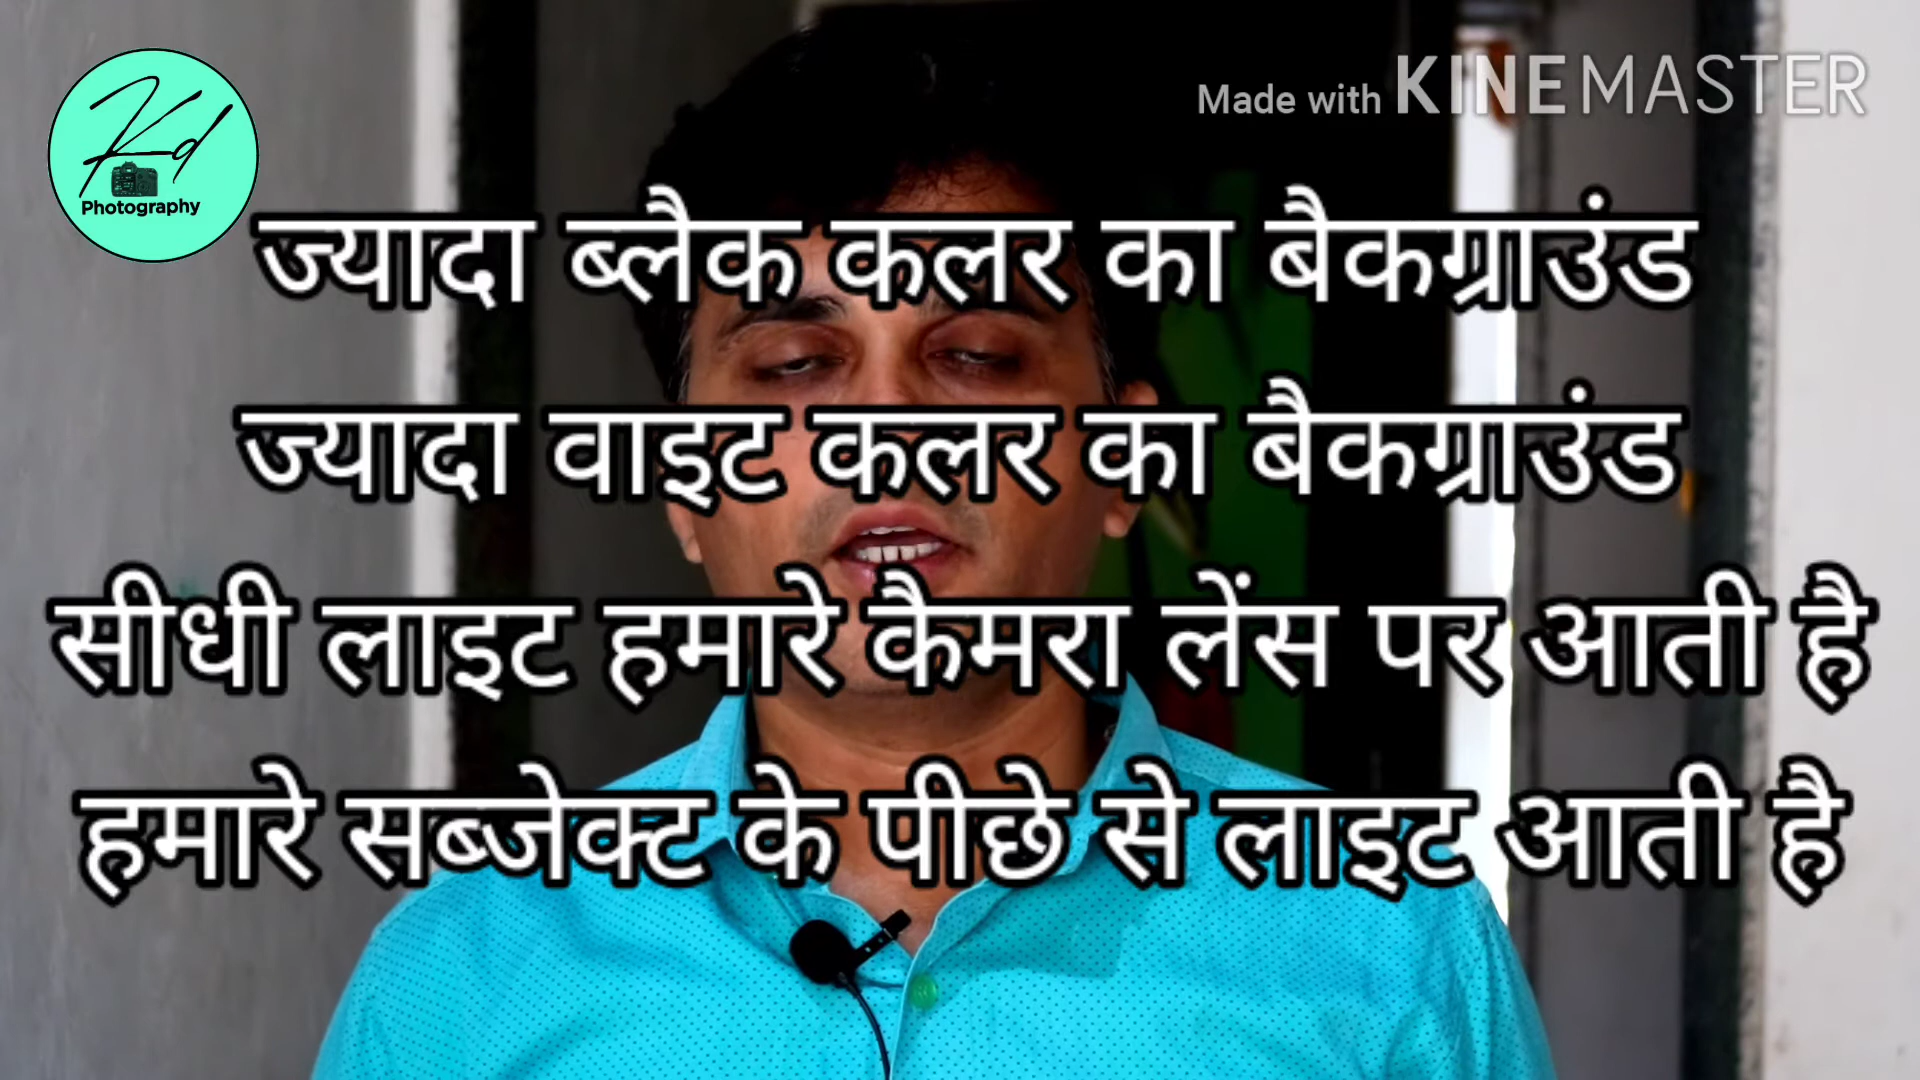 Kd
Photography
Made with KINEMASTER
ज्यादा ब्लैक कलर का बैकग्राउंड
ज्यादा वाइट कलर का बैकग्राउंड
सीधी लाइट हमारे कैमरा लेंस पर आती है
हमारे सब्जेक्ट के पीछे से लाइट आती है